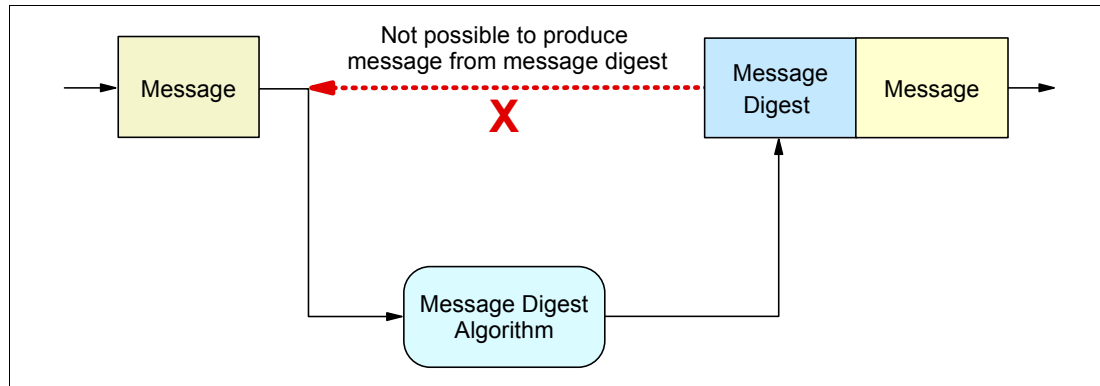 Not possible to produce
message from message digest
Message
X
Message
Digest
Message
Message Digest
Algorithm